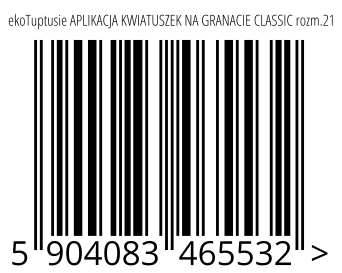 ekoTuptusie APLIKACJA KWIATUSZEK NA GRANACIE CLASSIC rozm.21
5 904083 465532 >